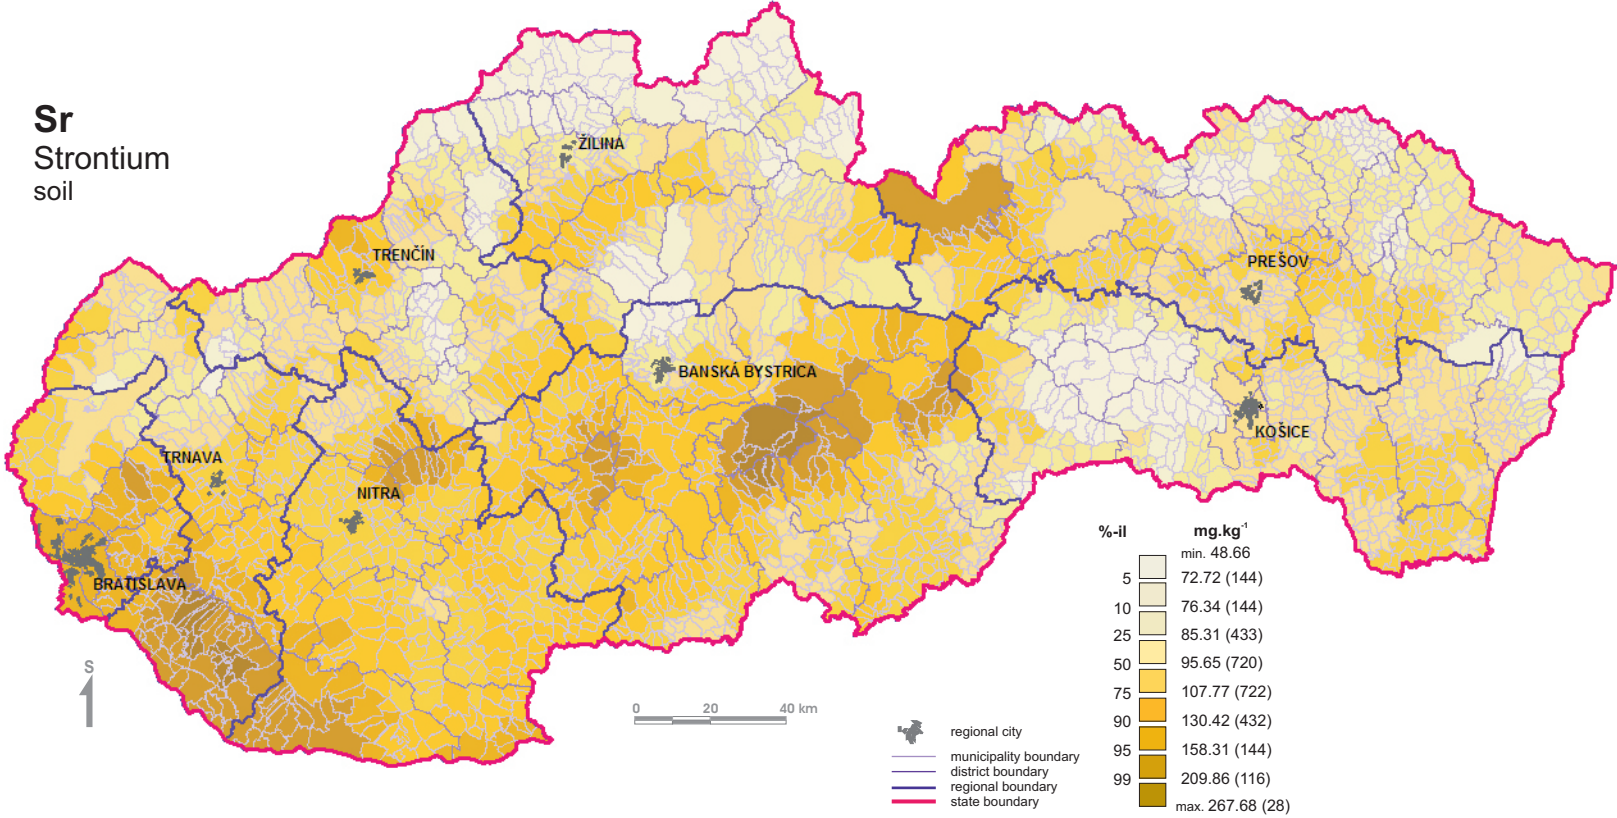 Sr
Strontium
soil
ŽILINA
TRENČÍN
PREŠOV
BANSKÁ BYSTRICA
KOŠICE
TRNAVA
NITRA
BRATISLAVA
S
0 20 40 km
regional city
municipality boundary
district boundary
regional boundary
state boundary
%-il mg.kg⁻¹
min. 48.66
5 72.72 (144)
10 76.34 (144)
25 85.31 (433)
50 95.65 (720)
75 107.77 (722)
90 130.42 (432)
95 158.31 (144)
99 209.86 (116)
max. 267.68 (28)